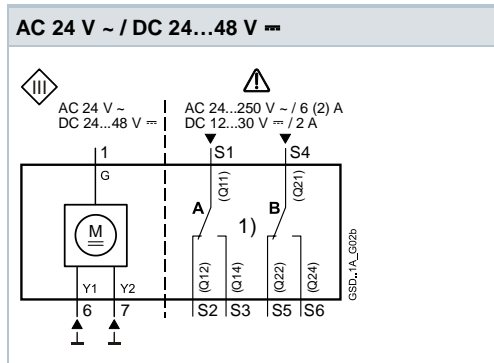 AC 24 V ~ / DC 24...48 V ⎓
III
AC 24 V ~
DC 24...48 V ⎓
AC 24...250 V ~ / 6 (2) A
DC 12...30 V ⎓ / 2 A
1
S1
S4
G
(Q11)
(Q21)
A
B
1)
M
(Q12)
(Q14)
(Q22)
(Q24)
Y1
Y2
6
7
S2
S3
S5
S6
GSD..1A_G02b